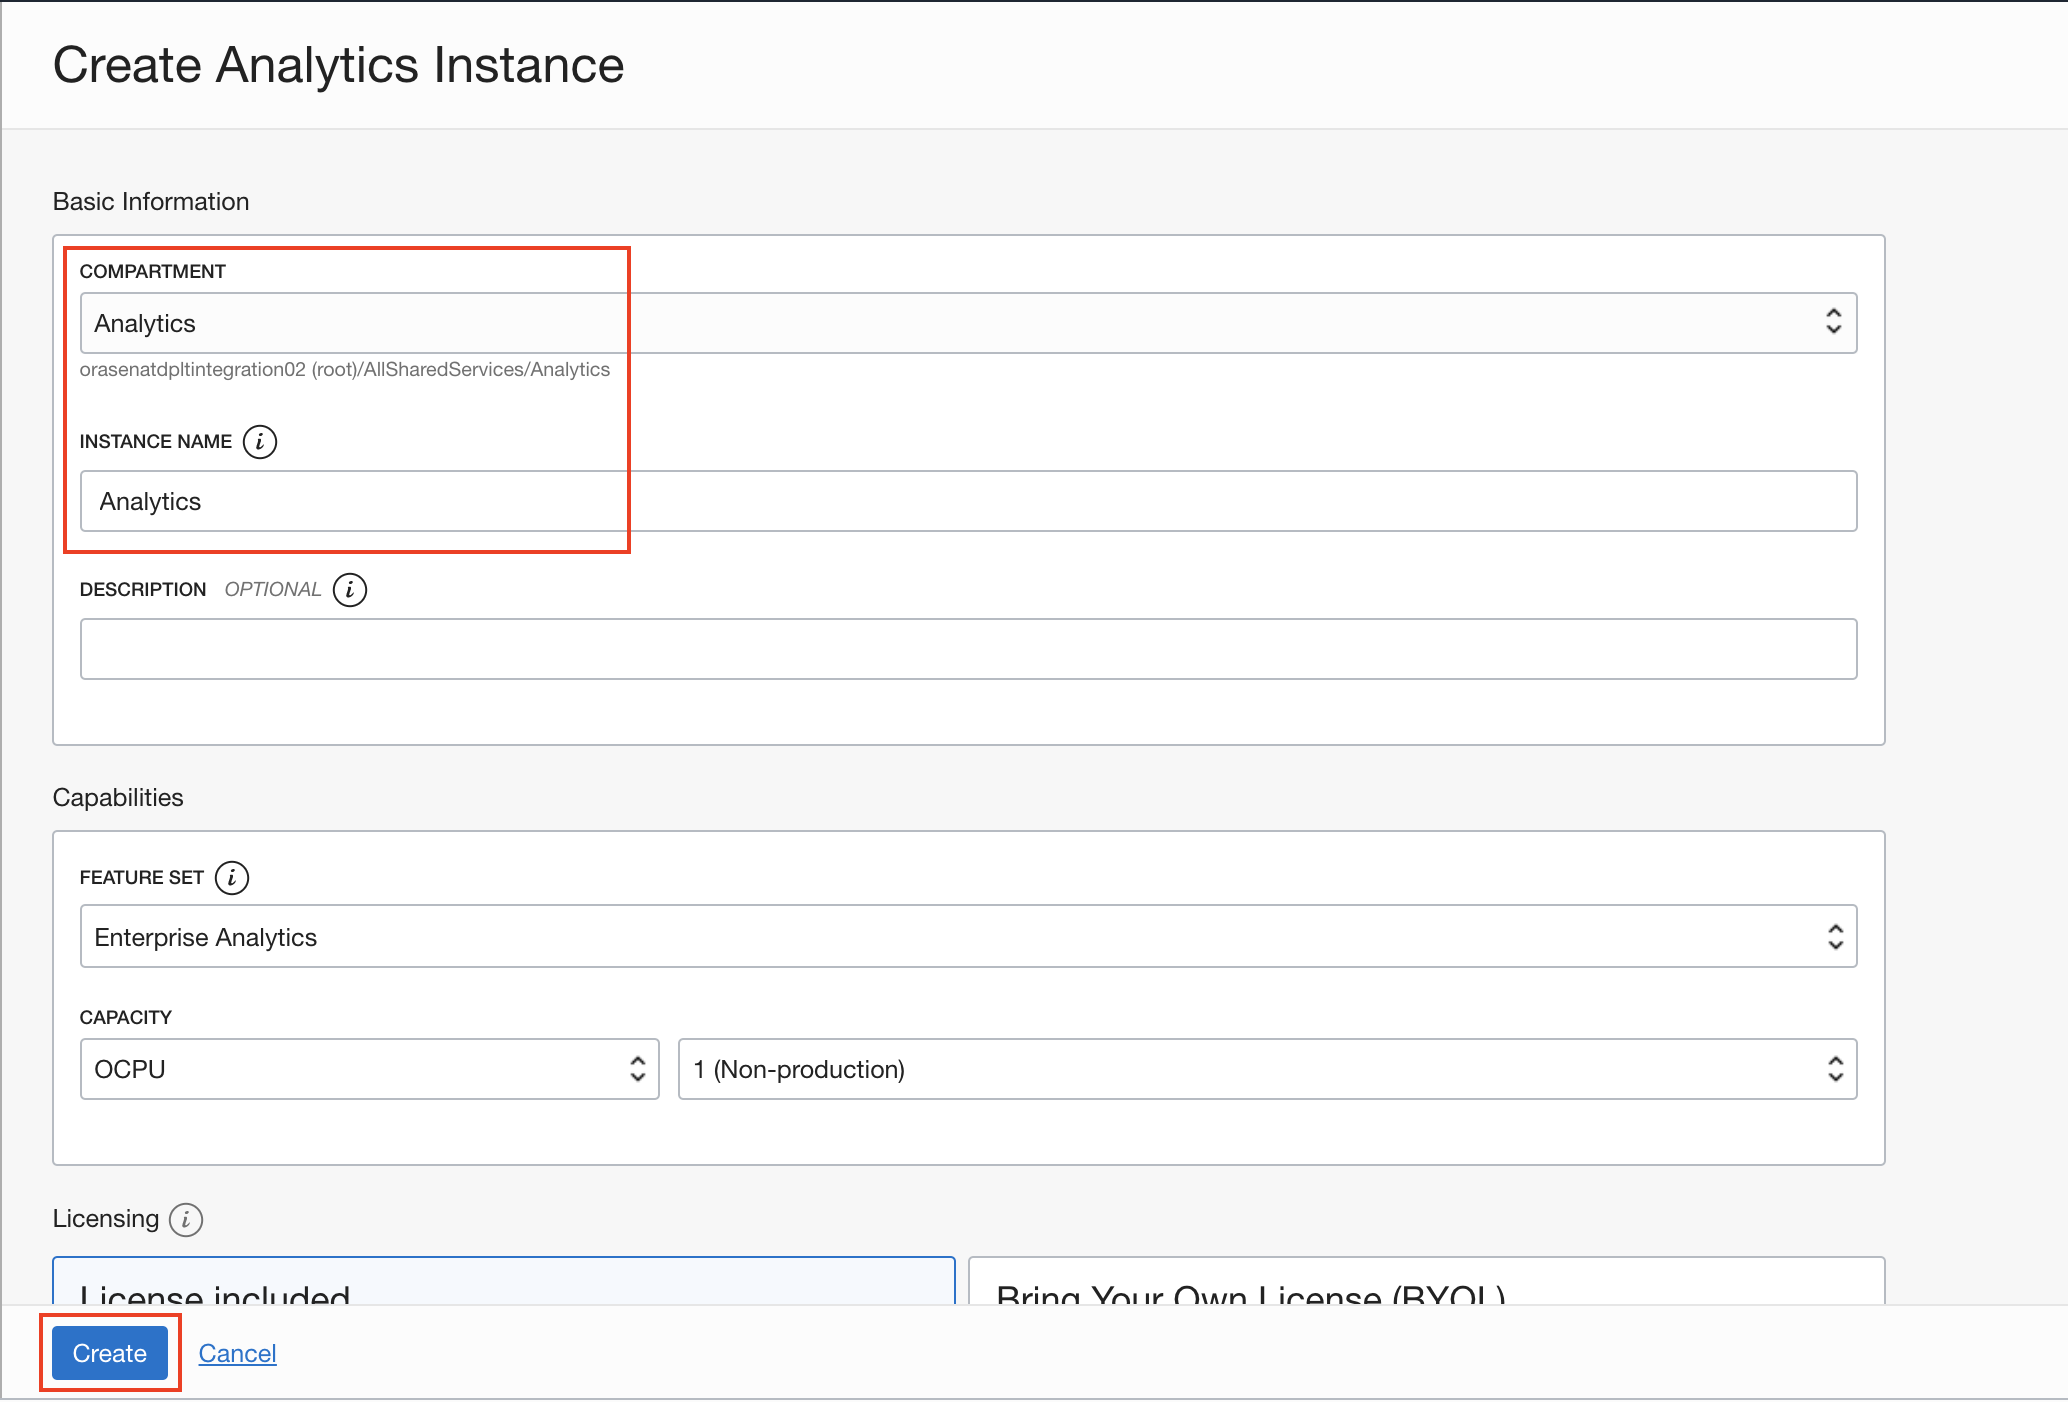 Create Analytics Instance
Basic Information
COMPARTMENT
Analytics
orasenatdpltintegration02 (root)/AllSharedServices/Analytics
INSTANCE NAME i
Analytics
DESCRIPTION OPTIONAL i
Capabilities
FEATURE SET i
Enterprise Analytics
CAPACITY
OCPU 1 (Non-production)
Licensing i
License included Bring Your Own License (BYOL)
Create Cancel